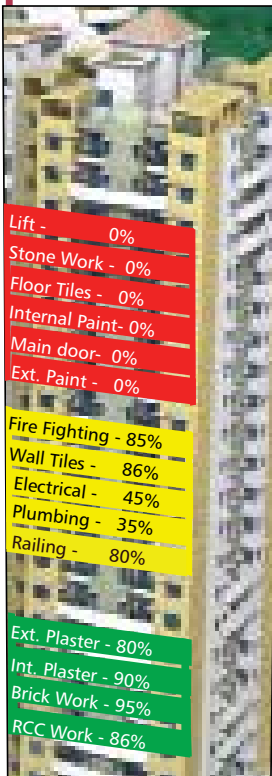 Lift - 0%
Stone Work - 0%
Floor Tiles - 0%
Internal Paint- 0%
Main door- 0%
Ext. Paint - 0%
Fire Fighting - 85%
Wall Tiles - 86%
Electrical - 45%
Plumbing - 35%
Railing - 80%
Ext. Plaster - 80%
Int. Plaster - 90%
Brick Work - 95%
RCC Work - 86%